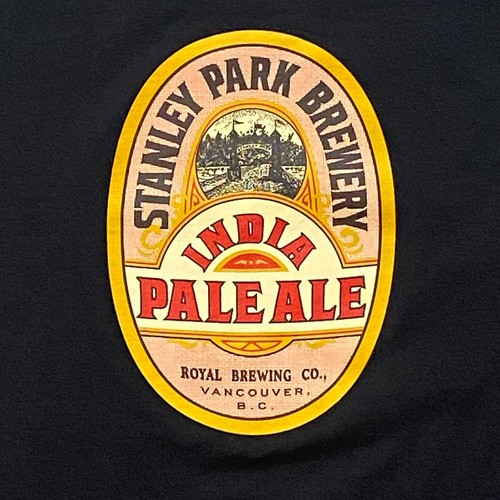 STANLEY PARK BREWERY
INDIA
PALE ALE
ROYAL BREWING CO.,
VANCOUVER,
B.C.